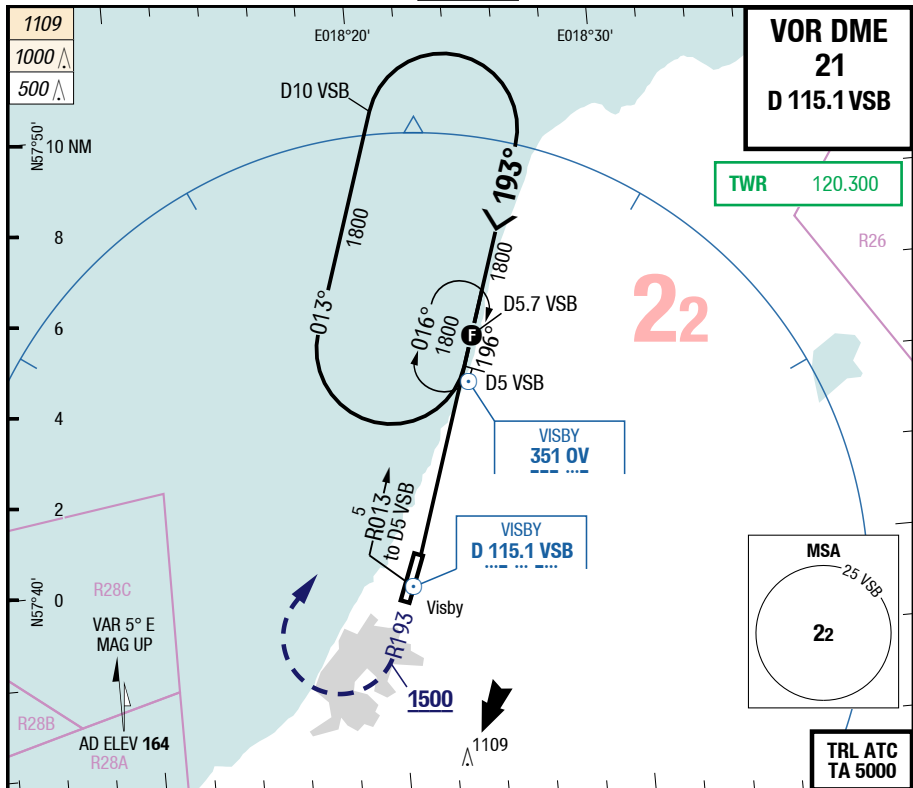 1109
1000
500
E018°20'
E018°30'
VOR DME
21
D 115.1 VSB
D10 VSB
N57°50'
10 NM
193°
TWR 120.300
R26
1800
8
1800
22
013°
6
016°
1800
D5.7 VSB
F
196°
D5 VSB
4
VISBY
351 OV
2
5
R013
to D5 VSB
VISBY
D 115.1 VSB
MSA
25 VSB
22
R28C
N57°40'
0
Visby
VAR 5° E
MAG UP
R193
1500
R28B
AD ELEV 164
R28A
1109
TRL ATC
TA 5000